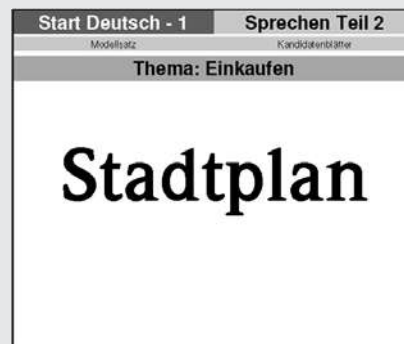 Start Deutsch - 1 Sprechen Teil 2
Modellsatz Kandidatenblätter
Thema: Einkaufen
Stadtplan